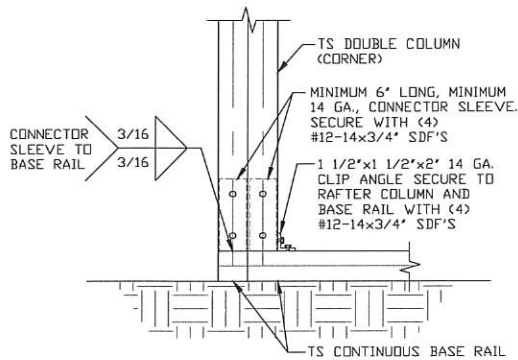 TS DOUBLE COLUMN
(CORNER)
MINIMUM 6" LONG, MINIMUM
14 GA., CONNECTOR SLEEVE.
SECURE WITH (4)
#12-14x3/4" SDF'S
CONNECTOR
SLEEVE TO
BASE RAIL
3/16
3/16
1 1/2"x1 1/2"x2" 14 GA.
CLIP ANGLE SECURE TO
RAFTER COLUMN AND
BASE RAIL WITH (4)
#12-14x3/4" SDF'S
TS CONTINUOUS BASE RAIL